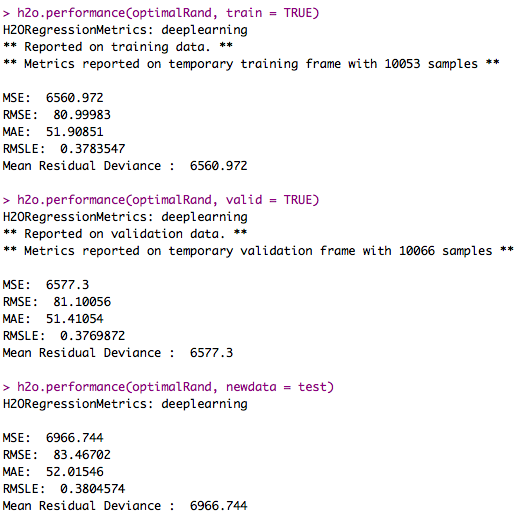 > h2o.performance(optimalRand, train = TRUE)
H2ORegressionMetrics: deeplearning
** Reported on training data. **
** Metrics reported on temporary training frame with 10053 samples **
MSE:  6560.972
RMSE:  80.99983
MAE:  51.90851
RMSLE:  0.3783547
Mean Residual Deviance :  6560.972
> h2o.performance(optimalRand, valid = TRUE)
H2ORegressionMetrics: deeplearning
** Reported on validation data. **
** Metrics reported on temporary validation frame with 10066 samples **
MSE:  6577.3
RMSE:  81.10056
MAE:  51.41054
RMSLE:  0.3769872
Mean Residual Deviance :  6577.3
> h2o.performance(optimalRand, newdata = test)
H2ORegressionMetrics: deeplearning
MSE:  6966.744
RMSE:  83.46702
MAE:  52.01546
RMSLE:  0.3804574
Mean Residual Deviance :  6966.744